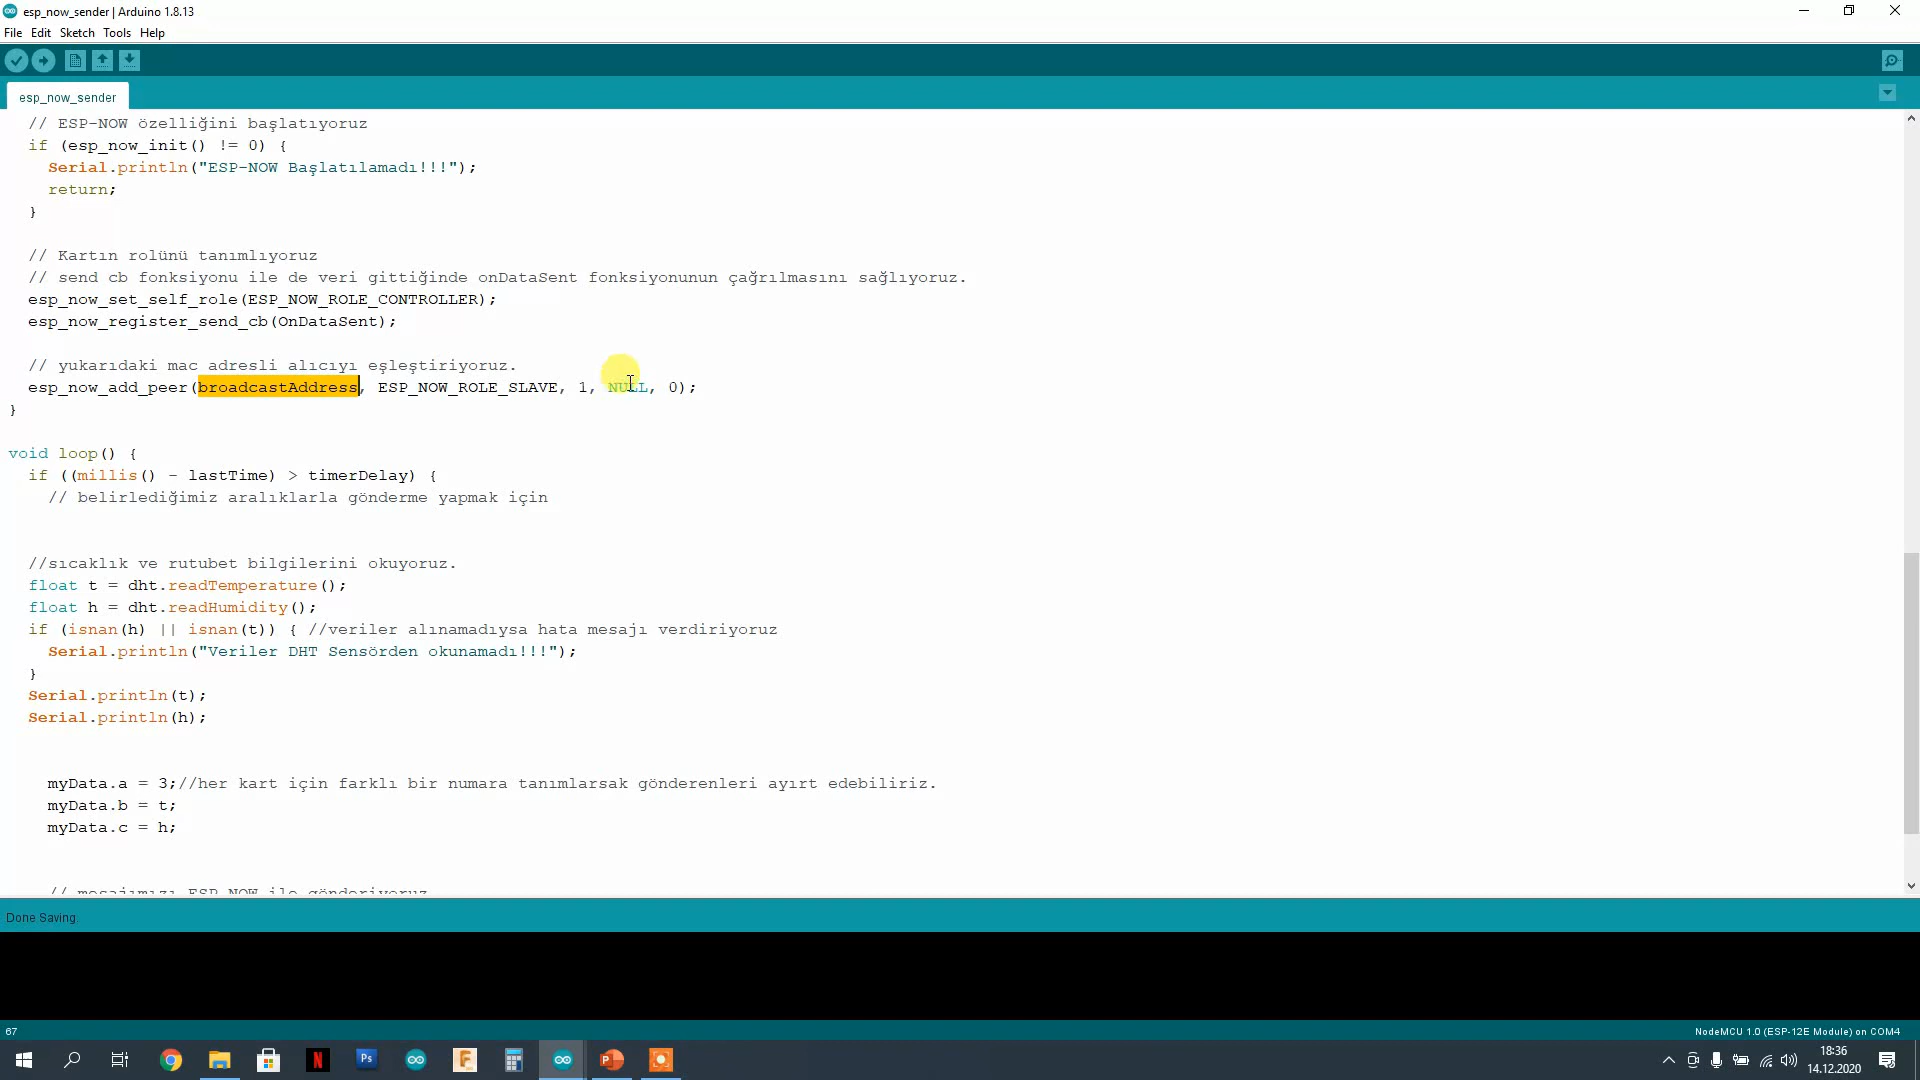 esp_now_sender | Arduino 1.8.13
File Edit Sketch Tools Help
esp_now_sender
// ESP-NOW özelliğini başlatıyoruz
if (esp_now_init() != 0) {
Serial.println("ESP-NOW Başlatılamadı!!!");
return;
}
// Kartın rolünü tanımlıyoruz
// send cb fonksiyonu ile de veri gittiğinde onDataSent fonksiyonunun çağrılmasını sağlıyoruz.
esp_now_set_self_role(ESP_NOW_ROLE_CONTROLLER);
esp_now_register_send_cb(OnDataSent);
// yukarıdaki mac adresli alıcıyı eşleştiriyoruz.
esp_now_add_peer(broadcastAddress, ESP_NOW_ROLE_SLAVE, 1, NULL, 0);
}
void loop() {
if ((millis() - lastTime) > timerDelay) {
// belirlediğimiz aralıklarla gönderme yapmak için
//sıcaklık ve rutubet bilgilerini okuyoruz.
float t = dht.readTemperature();
float h = dht.readHumidity();
if (isnan(h) || isnan(t)) { //veriler alınamadıysa hata mesajı verdiriyoruz
Serial.println("Veriler DHT Sensörden okunamadı!!!");
}
Serial.println(t);
Serial.println(h);
myData.a = 3;//her kart için farklı bir numara tanımlarsak gönderenleri ayırt edebiliriz.
myData.b = t;
myData.c = h;
// mesajımızı ESP NOW ile gönderiyoruz
Done Saving.
67
NodeMCU 1.0 (ESP-12E Module) on COM4
18:36
14.12.2020